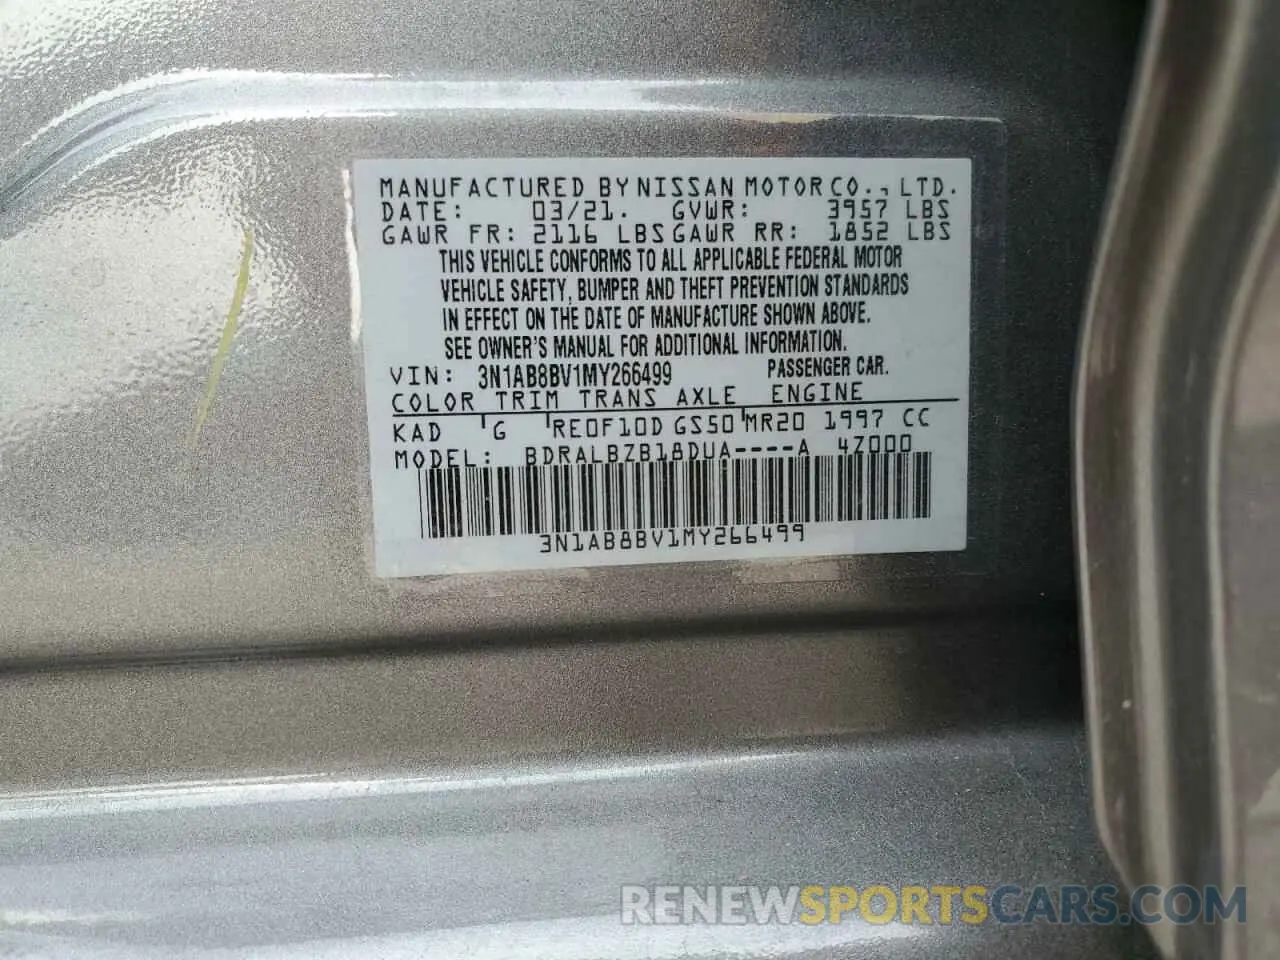 MANUFACTURED BY NISSAN MOTOR CO., LTD.
DATE: 03/21. GVWR: 3957 LBS
GAWR FR: 2116 LBS GAWR RR: 1852 LBS
THIS VEHICLE CONFORMS TO ALL APPLICABLE FEDERAL MOTOR
VEHICLE SAFETY, BUMPER AND THEFT PREVENTION STANDARDS
IN EFFECT ON THE DATE OF MANUFACTURE SHOWN ABOVE.
SEE OWNER'S MANUAL FOR ADDITIONAL INFORMATION.
VIN: 3N1AB8BV1MY266499 PASSENGER CAR.
COLOR TRIM TRANS AXLE ENGINE
KAD G RE0F10D GS50 MR20 1997 CC
MODEL: BDRALBZB18DUA----A 4Z000
3N1AB8BV1MY266499
RENEWSPORTSCARS.COM